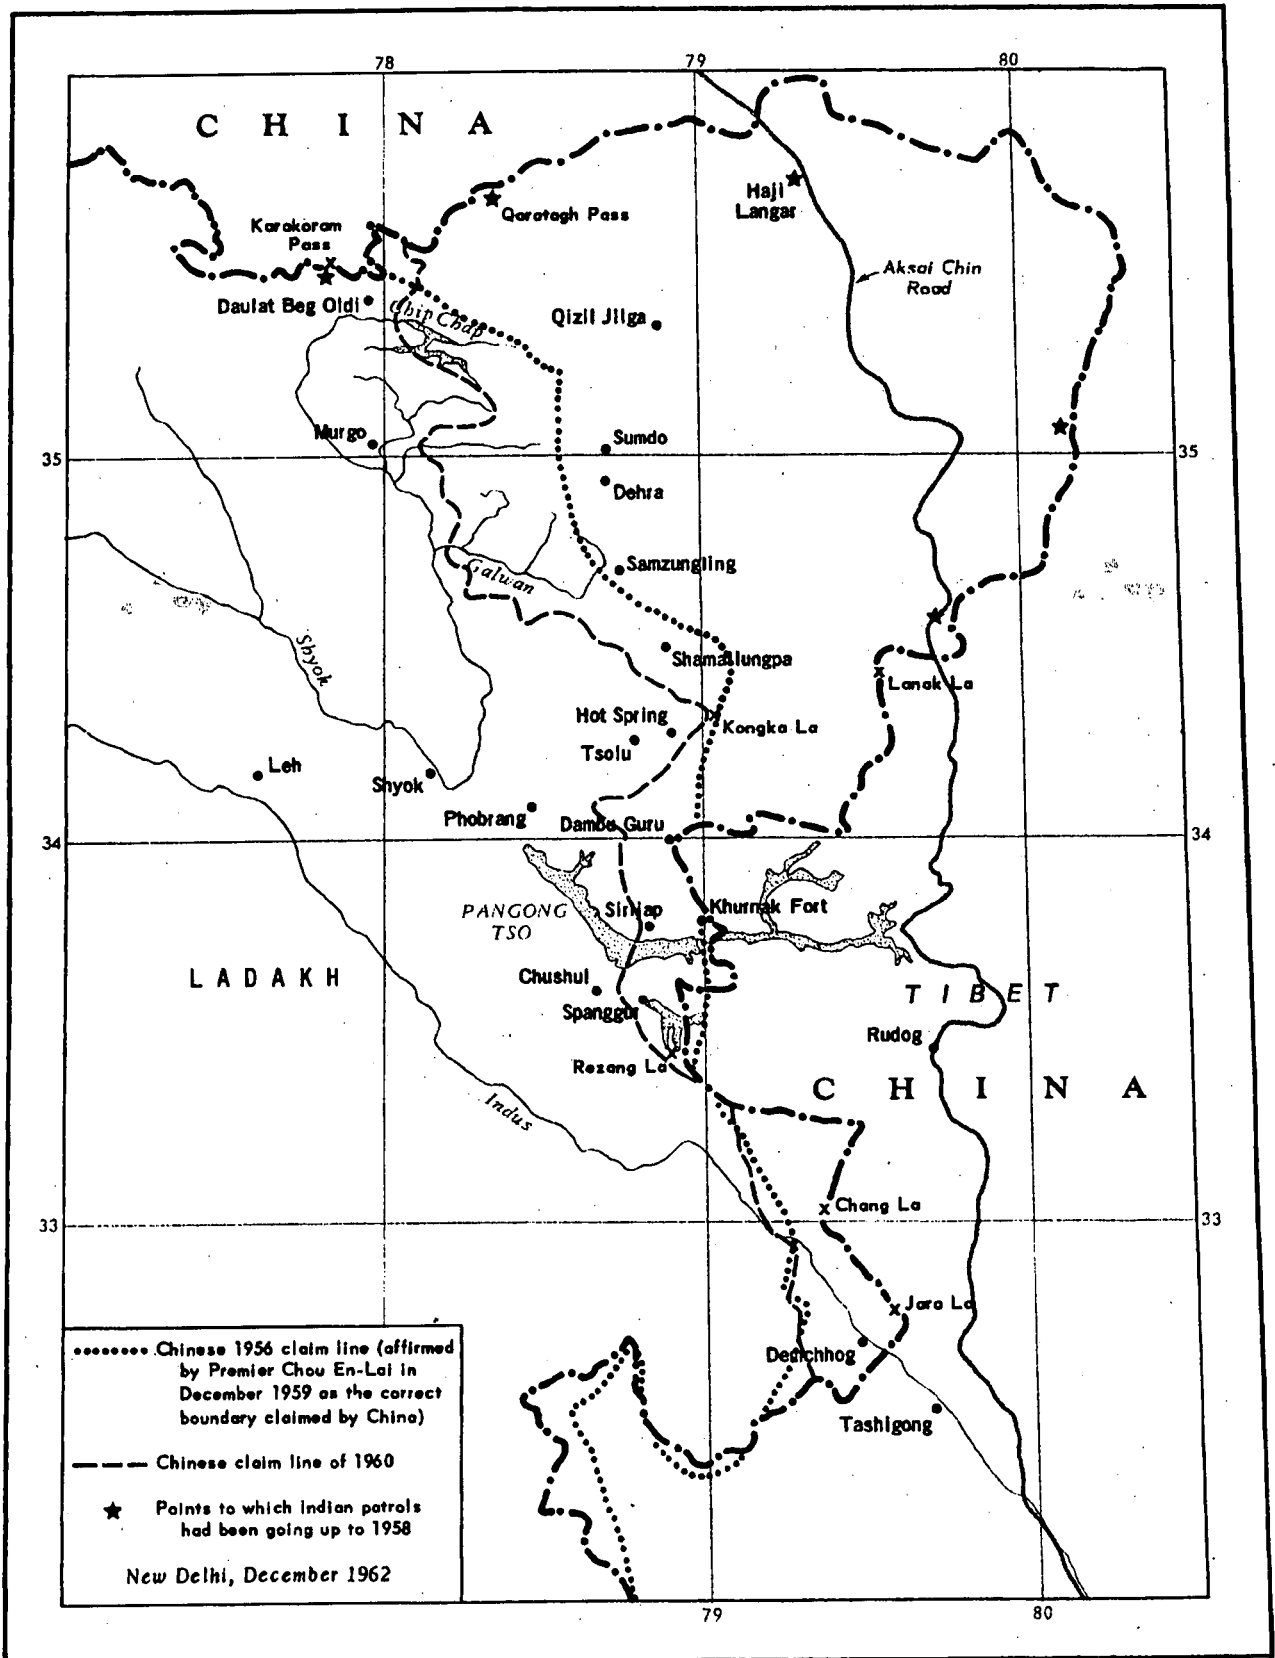 78
79
80
C H I N A
Haji
Langar
Qaratagh Pass
Karakoram
Pass
Aksai Chin
Road
Daulat Beg Oldi
Chip Chap
Qizil Jilga
Murgo
Sumdo
35
35
Dehra
Samzungling
Galwan
Shyok
Shamallungpa
Lanak La
Hot Spring
Kongka La
Tsolu
Leh
Shyok
Phobrang
Dambu Guru
34
34
PANGONG
TSO
Sirijap
Khurnak Fort
LADAKH
Chushul
TIBET
Spanggur
Rudog
Rezang La
C H I N A
Indus
Chang La
33
33
Jara La
Demchhog
Tashigong
Chinese 1956 claim line (affirmed
by Premier Chou En-Lai in
December 1959 as the correct
boundary claimed by China)
Chinese claim line of 1960
Points to which Indian patrols
had been going up to 1958
New Delhi, December 1962
79
80